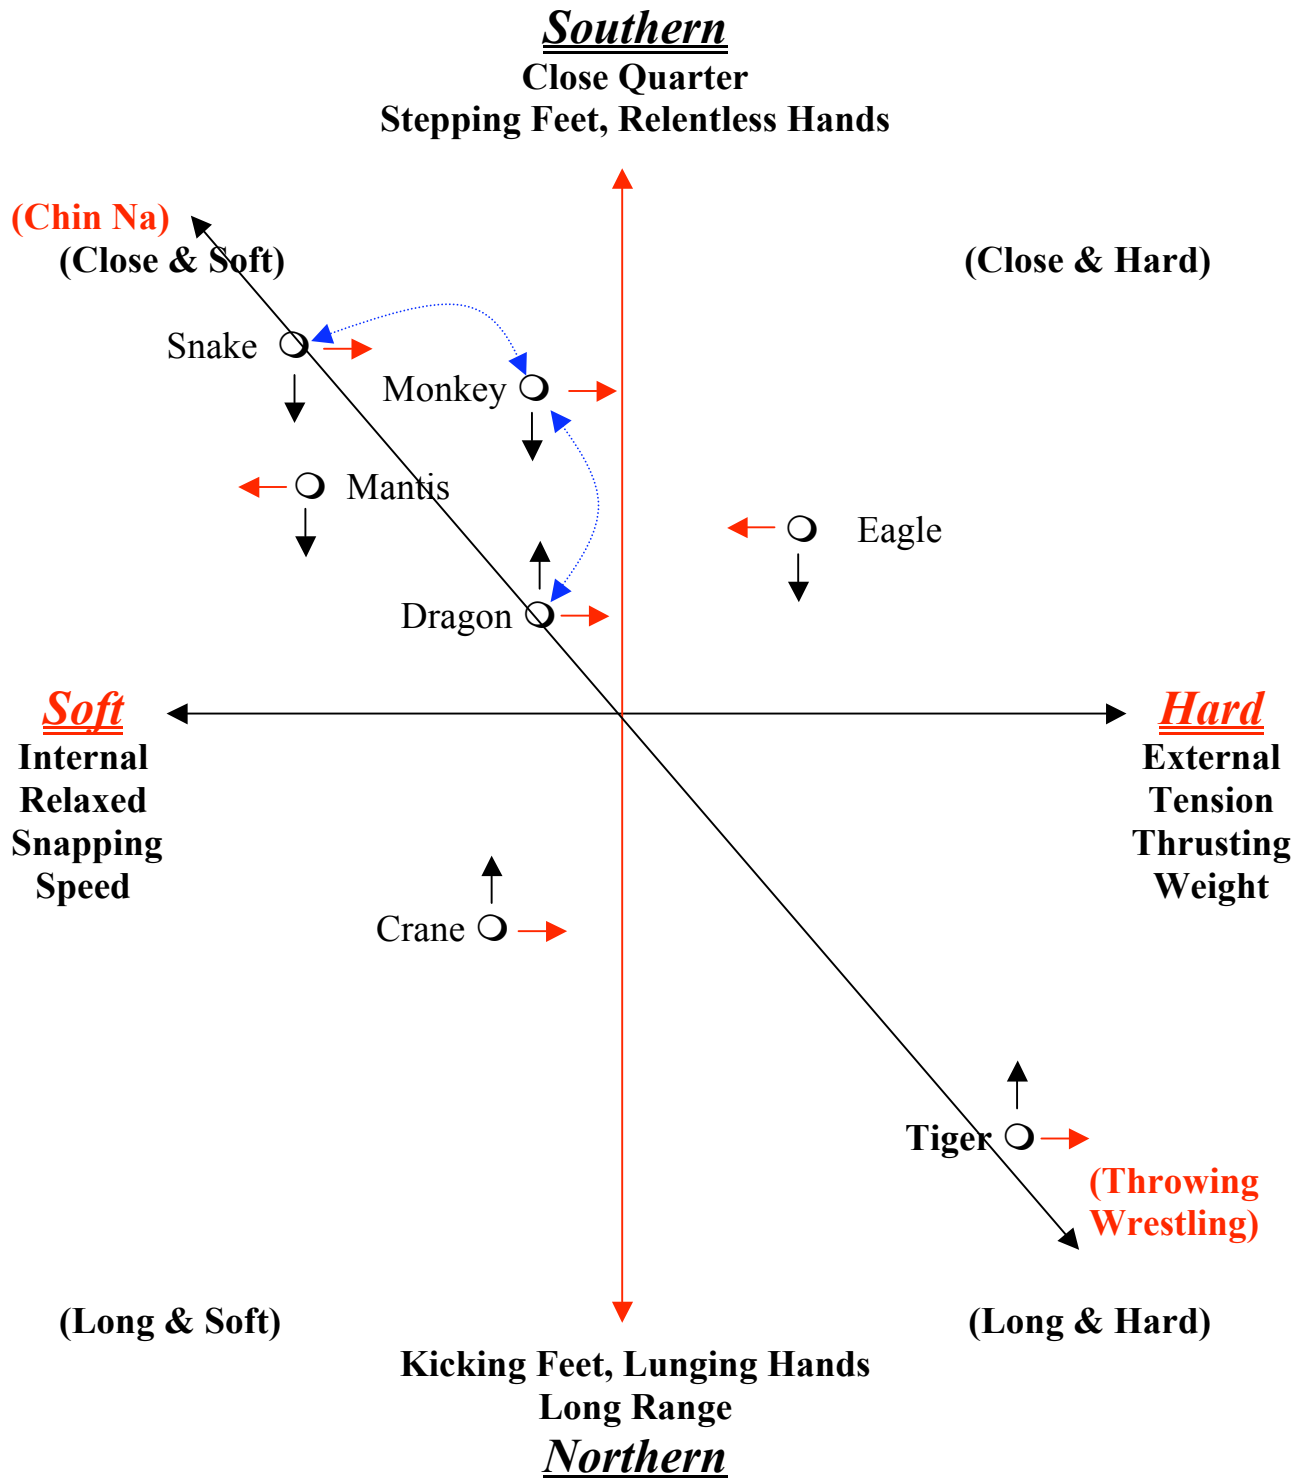 Southern
Close Quarter
Stepping Feet, Relentless Hands
(Chin Na)
(Close & Soft)
(Close & Hard)
Snake
Monkey
Mantis
Eagle
Dragon
Soft
Internal
Relaxed
Snapping
Speed
Hard
External
Tension
Thrusting
Weight
Crane
Tiger
(Throwing
Wrestling)
(Long & Soft)
(Long & Hard)
Kicking Feet, Lunging Hands
Long Range
Northern